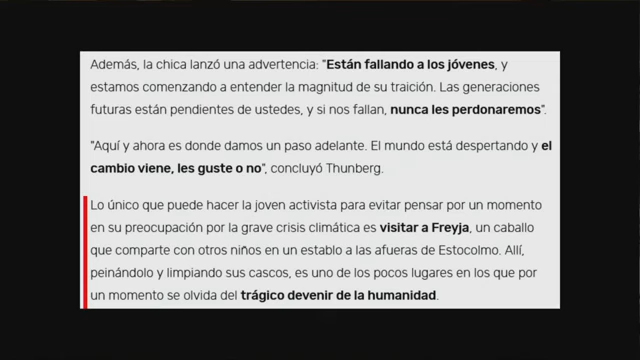 Además, la chica lanzó una advertencia: "Están fallando a los jóvenes, y
estamos comenzando a entender la magnitud de su traición. Las generaciones
futuras están pendientes de ustedes, y si nos fallan, nunca les perdonaremos".
"Aquí y ahora es donde damos un paso adelante. El mundo está despertando y el
cambio viene, les guste o no", concluyó Thunberg.
Lo único que puede hacer la joven activista para evitar pensar por un momento
en su preocupación por la grave crisis climática es visitar a Freyja, un caballo
que comparte con otros niños en un establo a las afueras de Estocolmo. Allí,
peinándolo y limpiando sus cascos, es uno de los pocos lugares en los que por
un momento se olvida del trágico devenir de la humanidad.